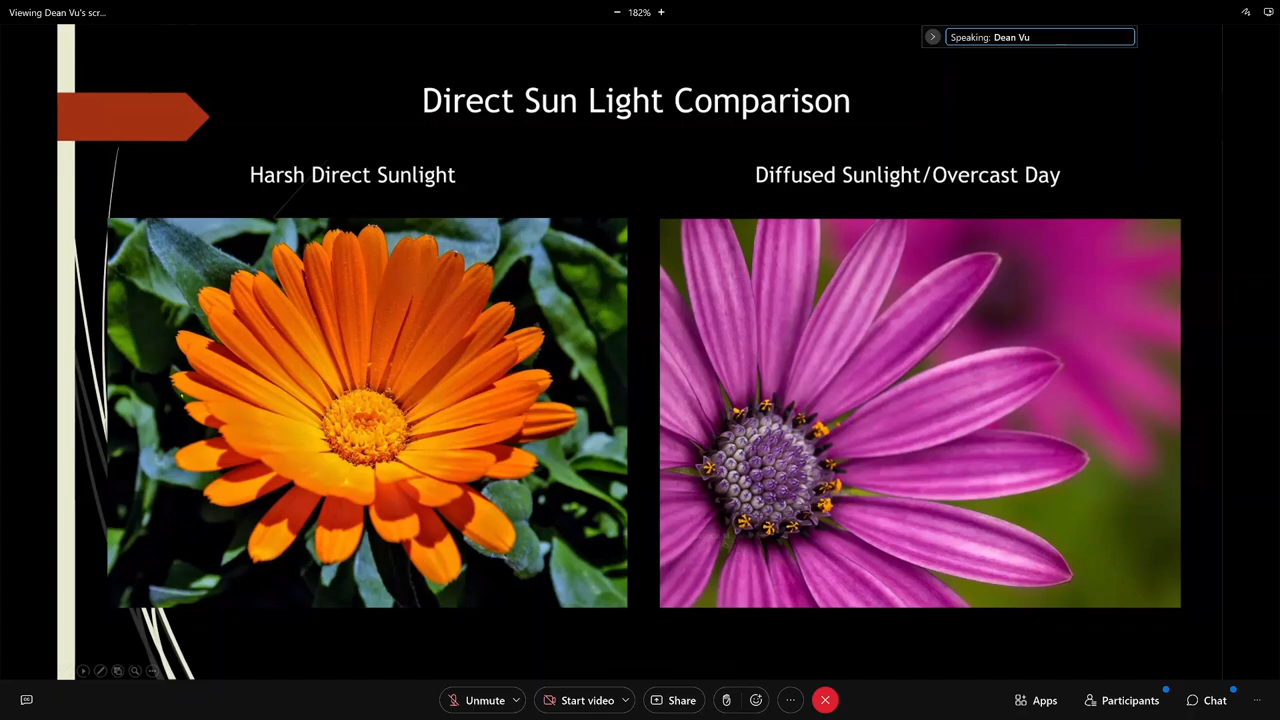 Viewing Dean Vu's scr...
− 182% +
Speaking: Dean Vu
Direct Sun Light Comparison
Harsh Direct Sunlight
Diffused Sunlight/Overcast Day
Unmute
Start video
Share
Apps
Participants
Chat